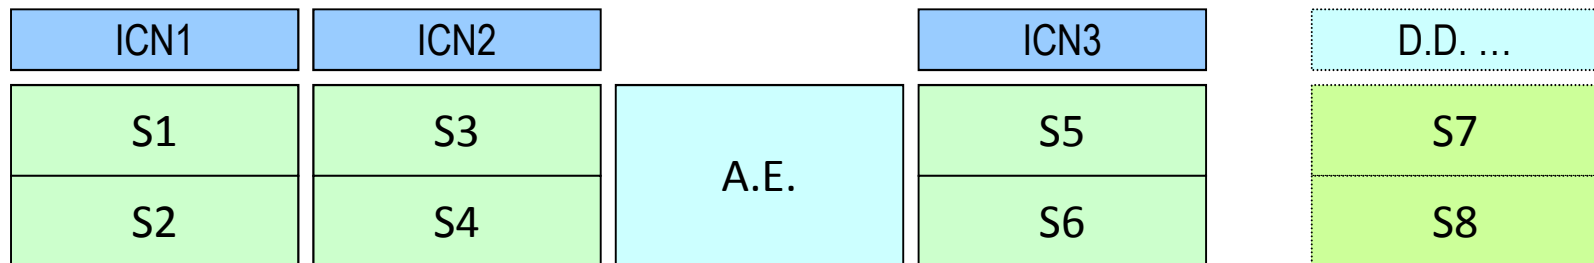 ICN1 ICN2 ICN3 D.D. ...
S1 S3 S5 S7
A.E.
S2 S4 S6 S8